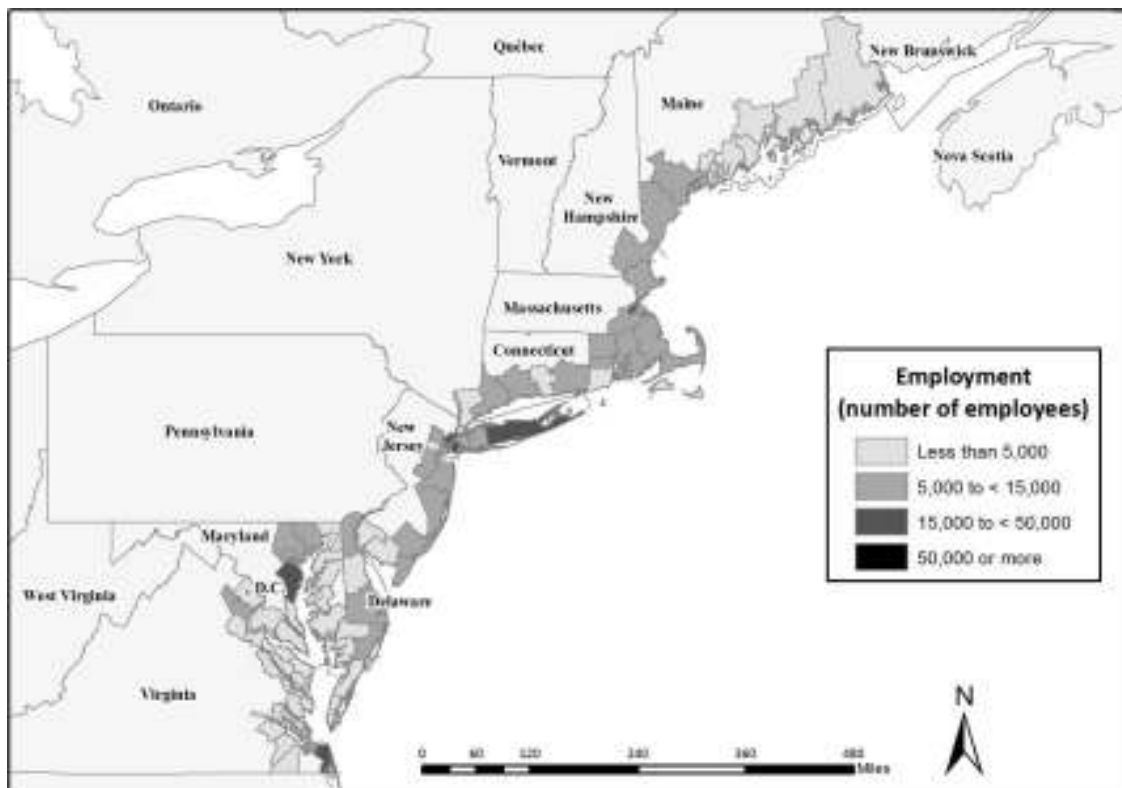 Québec
New Brunswick
Ontario
Maine
Vermont
Nova Scotia
New
Hampshire
New York
Massachusetts
Connecticut
Pennsylvania
New
Jersey
Maryland
D.C.
West Virginia
Delaware
Virginia
Employment
(number of employees)
Less than 5,000
5,000 to < 15,000
15,000 to < 50,000
50,000 or more
N
0 60 120 240 360 480
Miles